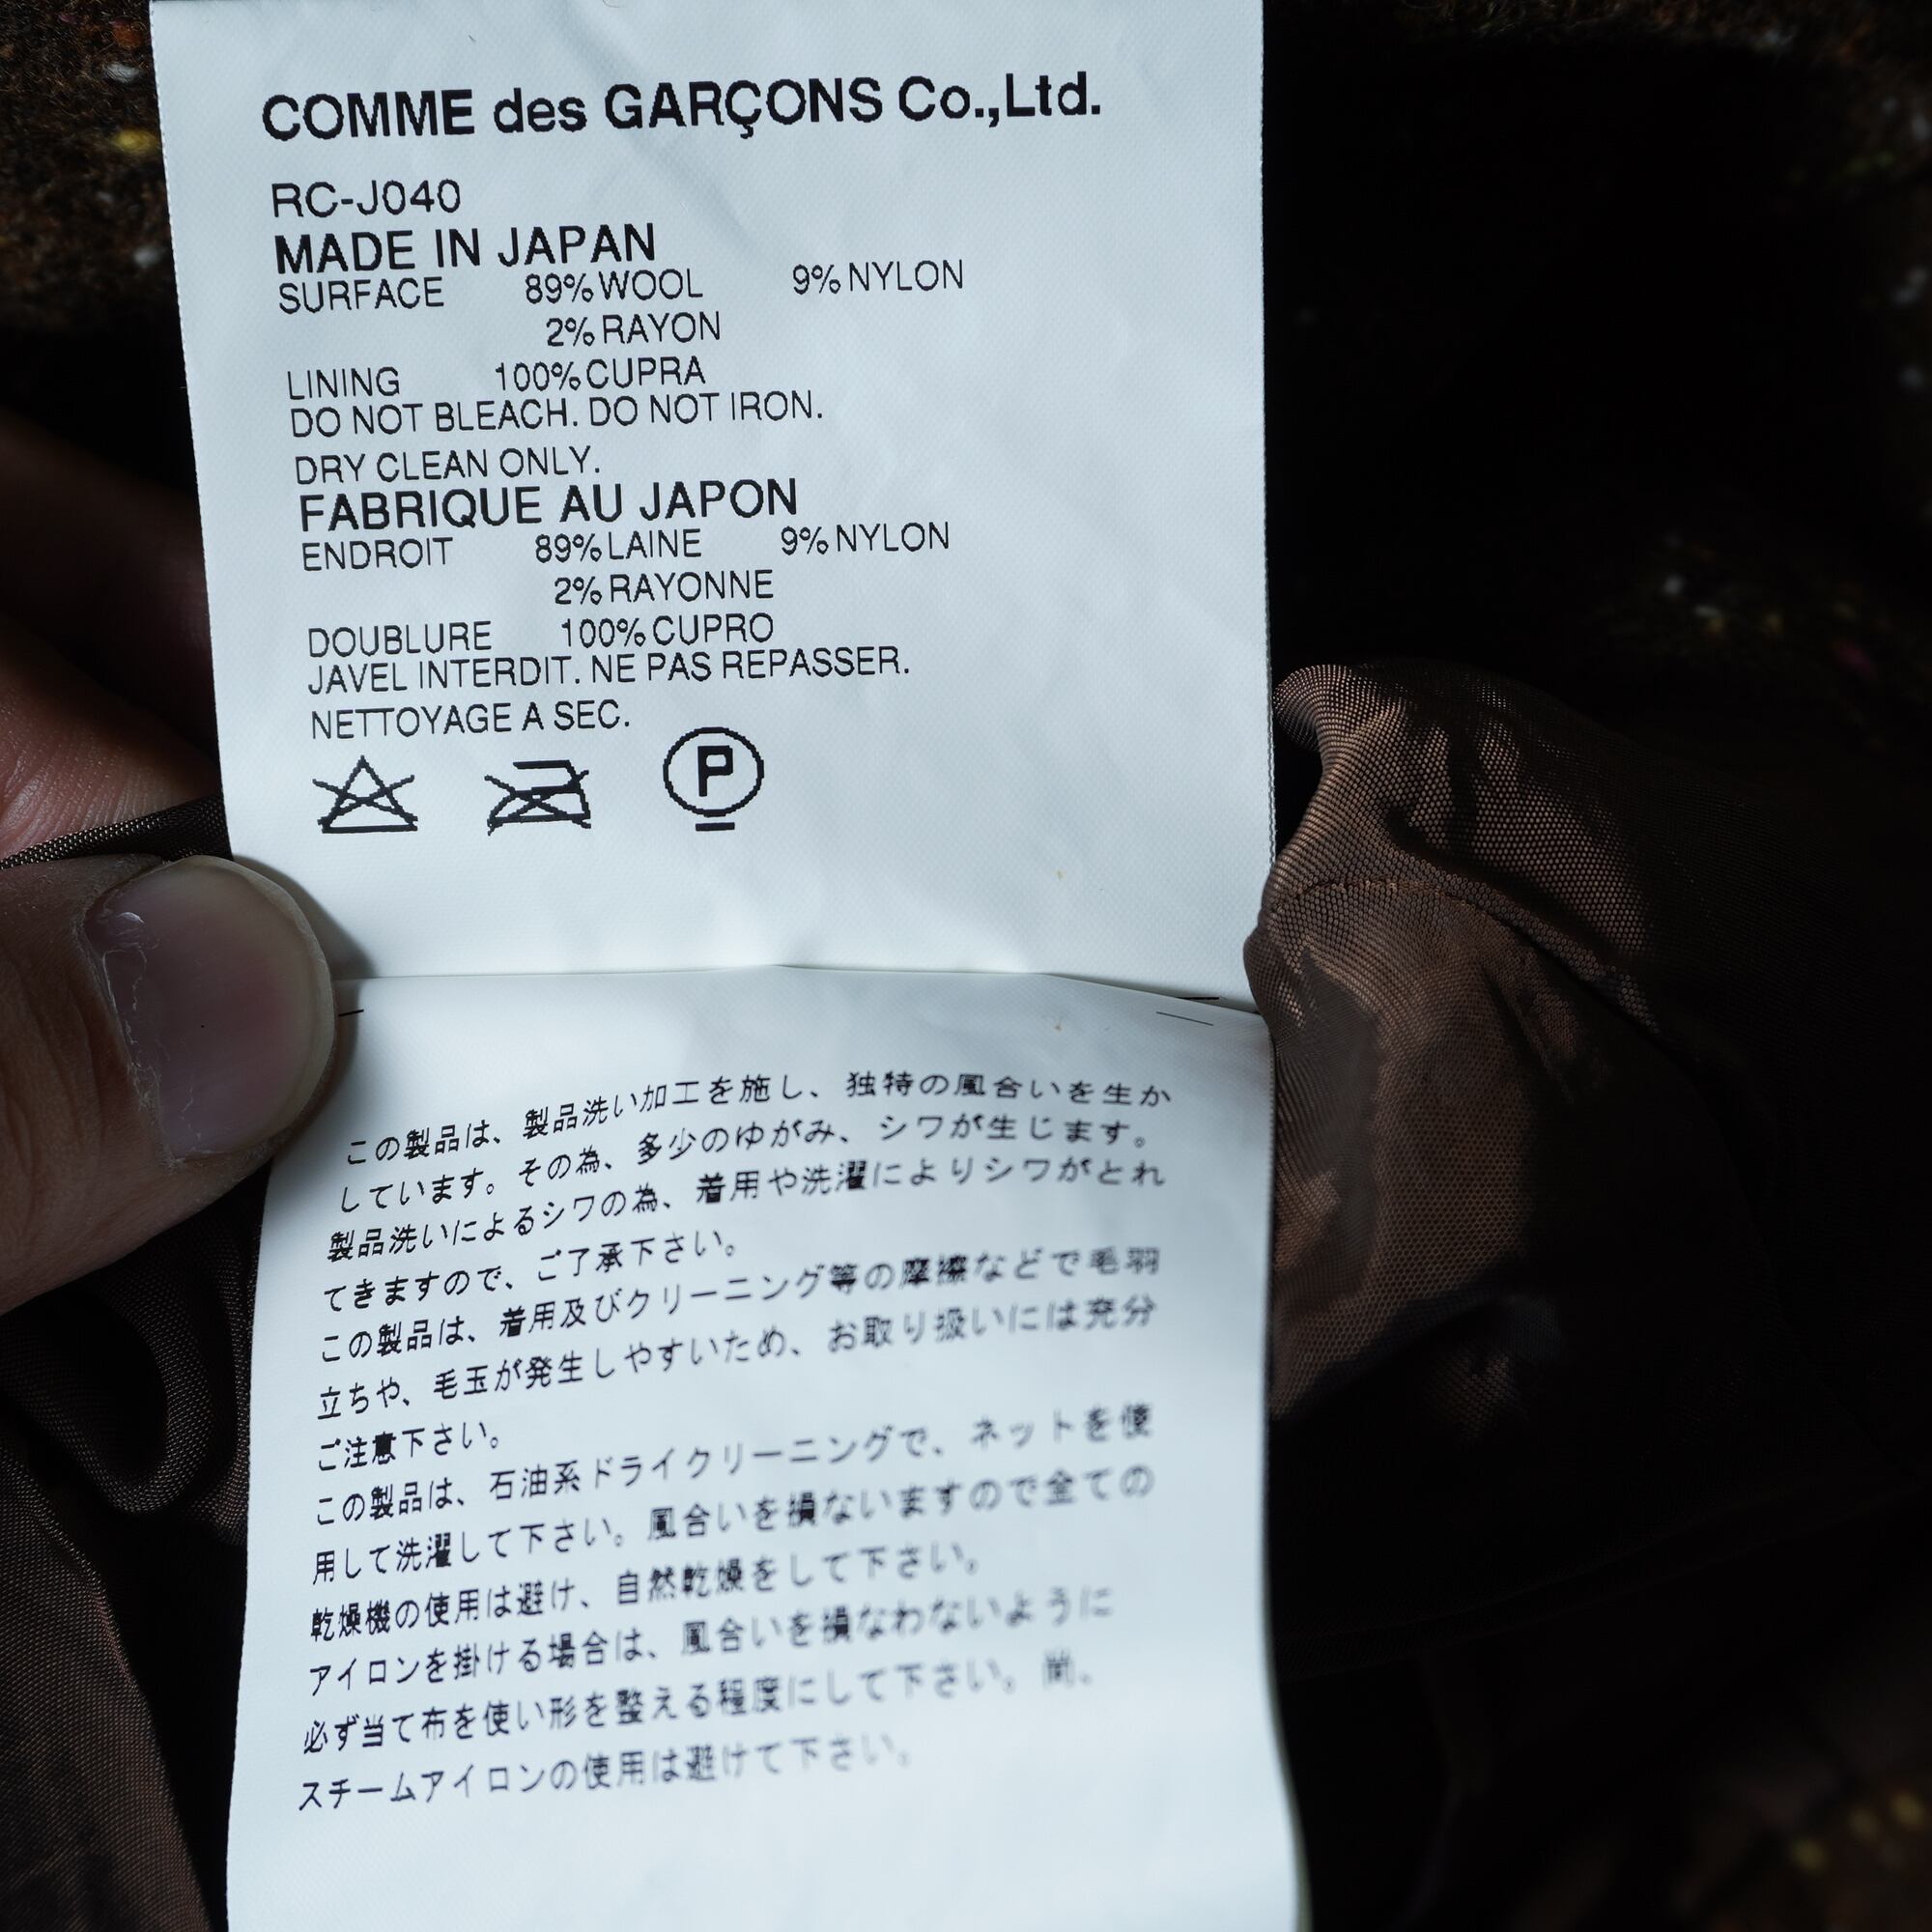 COMME des GARÇONS Co.,Ltd.
RC-J040
MADE IN JAPAN
SURFACE 89%WOOL 9%NYLON
2%RAYON
LINING 100%CUPRA
DO NOT BLEACH. DO NOT IRON.
DRY CLEAN ONLY.
FABRIQUE AU JAPON
ENDROIT 89%LAINE 9%NYLON
2%RAYONNE
DOUBLURE 100%CUPRO
JAVEL INTERDIT. NE PAS REPASSER.
NETTOYAGE A SEC.
P
この製品は、製品洗い加工を施し、独特の風合いを生か
しています。その為、多少のゆがみ、シワが生じます。
製品洗いによるシワの為、着用や洗濯によりシワがとれ
てきますので、ご了承下さい。
この製品は、着用及びクリーニング等の摩擦などで毛羽
立ちや、毛玉が発生しやすいため、お取り扱いには充分
ご注意下さい。
この製品は、石油系ドライクリーニングで、ネットを使
用して洗濯して下さい。風合いを損ないますので全ての
乾燥機の使用は避け、自然乾燥をして下さい。
アイロンを掛ける場合は、風合いを損なわないように
必ず当て布を使い形を整える程度にして下さい。尚、
スチームアイロンの使用は避けて下さい。